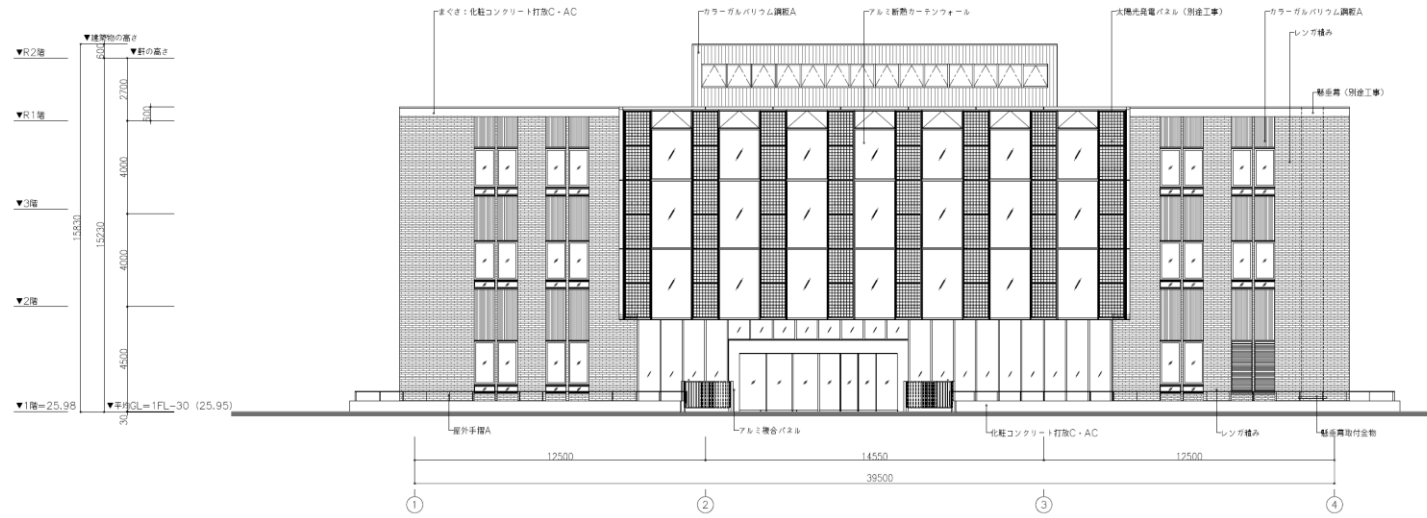 まぐさ：化粧コンクリート打放C・AC
カラーガルバリウム鋼板A
アルミ断熱カーテンウォール
太陽光発電パネル（別途工事）
カラーガルバリウム鋼板A
レンガ積み
懸垂幕（別途工事）
▼建築物の高さ
▼軒の高さ
▼R2階
▼R1階
▼3階
▼2階
▼1階=25.98
▼平均GL=1FL-30 (25.95)
600
2700
500
4000
4000
4500
30
15830
15230
屋外手摺A
アルミ複合パネル
化粧コンクリート打放C・AC
レンガ積み
懸垂幕取付金物
12500
14550
12500
39500
1
2
3
4